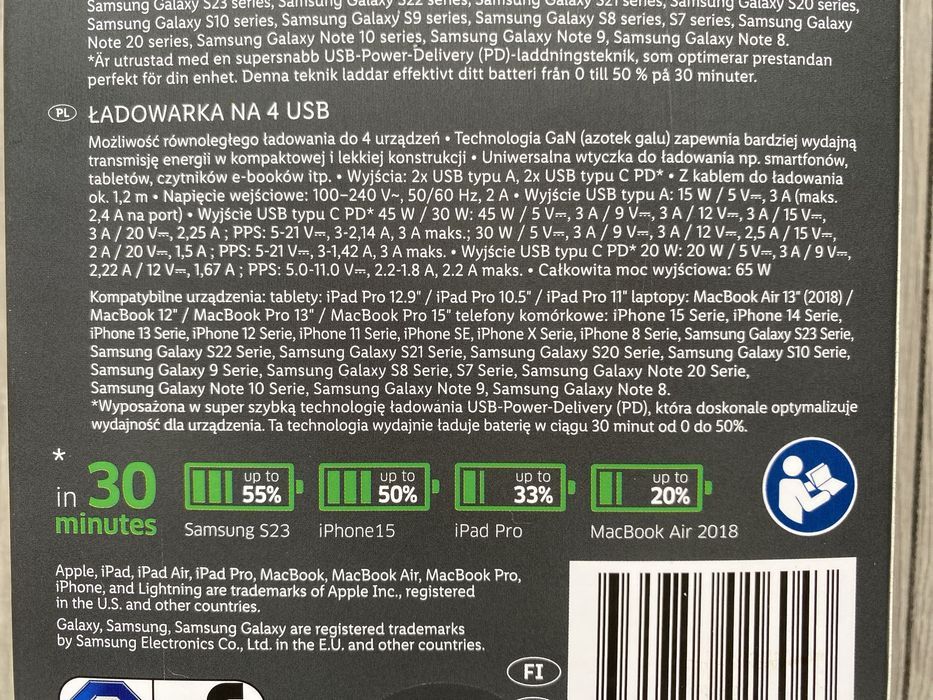 Samsung Galaxy S23 series, Samsung Galaxy S22 series, Samsung Galaxy S21 series, Samsung Galaxy S20 series,
Samsung Galaxy S10 series, Samsung Galaxy S9 series, Samsung Galaxy S8 series, S7 series, Samsung Galaxy
Note 20 series, Samsung Galaxy Note 10 series, Samsung Galaxy Note 9, Samsung Galaxy Note 8.
*Är utrustad med en supersnabb USB-Power-Delivery (PD)-laddningsteknik, som optimerar prestandan
perfekt för din enhet. Denna teknik laddar effektivt ditt batteri från 0 till 50 % på 30 minuter.
PL ŁADOWARKA NA 4 USB
Możliwość równoległego ładowania do 4 urządzeń • Technologia GaN (azotek galu) zapewnia bardziej wydajną
transmisję energii w kompaktowej i lekkiej konstrukcji • Uniwersalna wtyczka do ładowania np. smartfonów,
tabletów, czytników e-booków itp. • Wyjścia: 2x USB typu A, 2x USB typu C PD* • Z kablem do ładowania
ok. 1,2 m • Napięcie wejściowe: 100–240 V~, 50/60 Hz, 2 A • Wyjście USB typu A: 15 W / 5 V⎓, 3 A (maks.
2,4 A na port) • Wyjście USB typu C PD* 45 W / 30 W: 45 W / 5 V⎓, 3 A / 9 V⎓, 3 A / 12 V⎓, 3 A / 15 V⎓,
3 A / 20 V⎓, 2,25 A ; PPS: 5-21 V⎓, 3-2,14 A, 3 A maks.; 30 W / 5 V⎓, 3 A / 9 V⎓, 3 A / 12 V⎓, 2,5 A / 15 V⎓,
2 A / 20 V⎓, 1,5 A ; PPS: 5-21 V⎓, 3-1,42 A, 3 A maks. • Wyjście USB typu C PD* 20 W: 20 W / 5 V⎓, 3 A / 9 V⎓,
2,22 A / 12 V⎓, 1,67 A ; PPS: 5.0-11.0 V⎓, 2.2-1.8 A, 2.2 A maks. • Całkowita moc wyjściowa: 65 W
Kompatybilne urządzenia: tablety: iPad Pro 12.9" / iPad Pro 10.5" / iPad Pro 11" laptopy: MacBook Air 13" (2018) /
MacBook 12" / MacBook Pro 13" / MacBook Pro 15" telefony komórkowe: iPhone 15 Serie, iPhone 14 Serie,
iPhone 13 Serie, iPhone 12 Serie, iPhone 11 Serie, iPhone SE, iPhone X Serie, iPhone 8 Serie, Samsung Galaxy S23 Serie,
Samsung Galaxy S22 Serie, Samsung Galaxy S21 Serie, Samsung Galaxy S20 Serie, Samsung Galaxy S10 Serie,
Samsung Galaxy 9 Serie, Samsung Galaxy S8 Serie, S7 Serie, Samsung Galaxy Note 20 Serie,
Samsung Galaxy Note 10 Serie, Samsung Galaxy Note 9, Samsung Galaxy Note 8.
*Wyposażona w super szybką technologię ładowania USB-Power-Delivery (PD), która doskonale optymalizuje
wydajność dla urządzenia. Ta technologia wydajnie ładuje baterię w ciągu 30 minut od 0 do 50%.
*
in 30
minutes
up to
55%
Samsung S23
up to
50%
iPhone15
up to
33%
iPad Pro
up to
20%
MacBook Air 2018
Apple, iPad, iPad Air, iPad Pro, MacBook, MacBook Air, MacBook Pro,
iPhone, and Lightning are trademarks of Apple Inc., registered
in the U.S. and other countries.
Galaxy, Samsung, Samsung Galaxy are registered trademarks
by Samsung Electronics Co., Ltd. in the E.U. and other countries.
FI